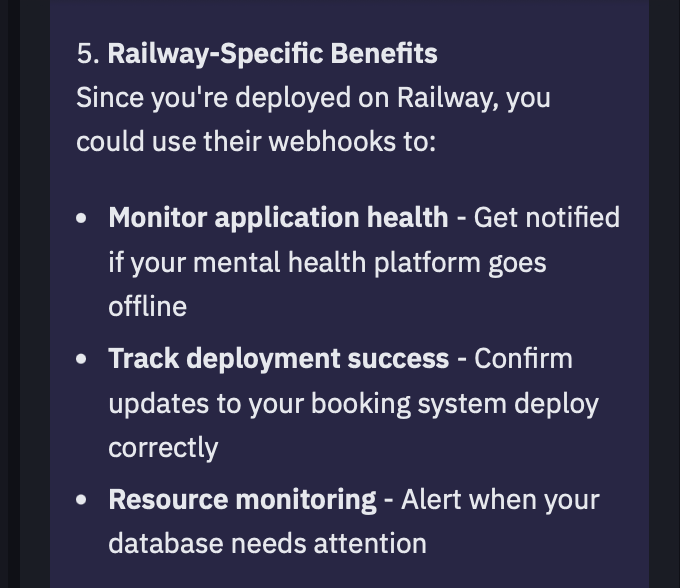 5. Railway-Specific Benefits
Since you're deployed on Railway, you
could use their webhooks to:
• Monitor application health - Get notified
if your mental health platform goes
offline
• Track deployment success - Confirm
updates to your booking system deploy
correctly
• Resource monitoring - Alert when your
database needs attention